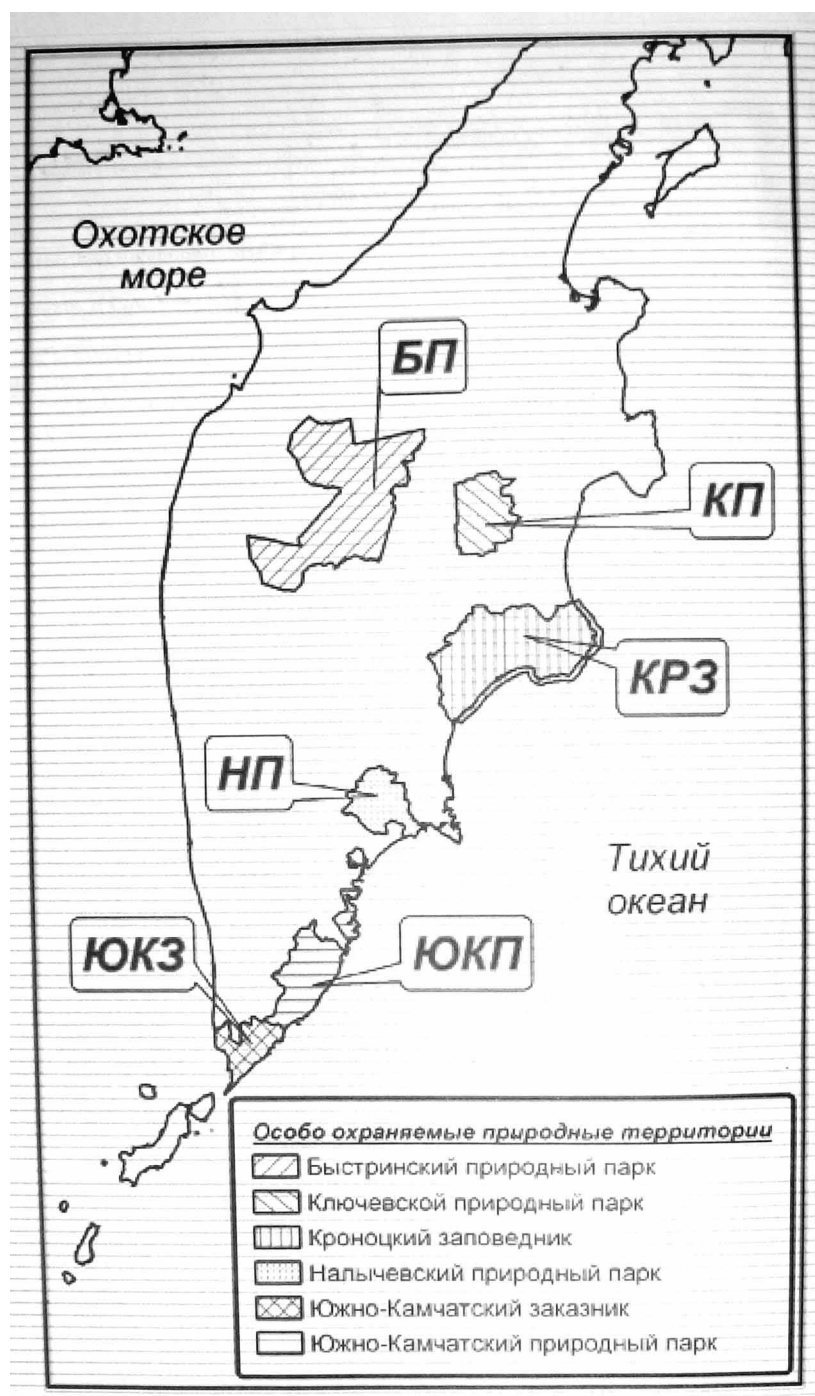 Охотское
море
БП
КП
КРЗ
НП
Тихий
океан
ЮКЗ
ЮКП
Особо охраняемые природные территории
Быстринский природный парк
Ключевской природный парк
Кроноцкий заповедник
Налычевский природный парк
Южно-Камчатский заказник
Южно-Камчатский природный парк